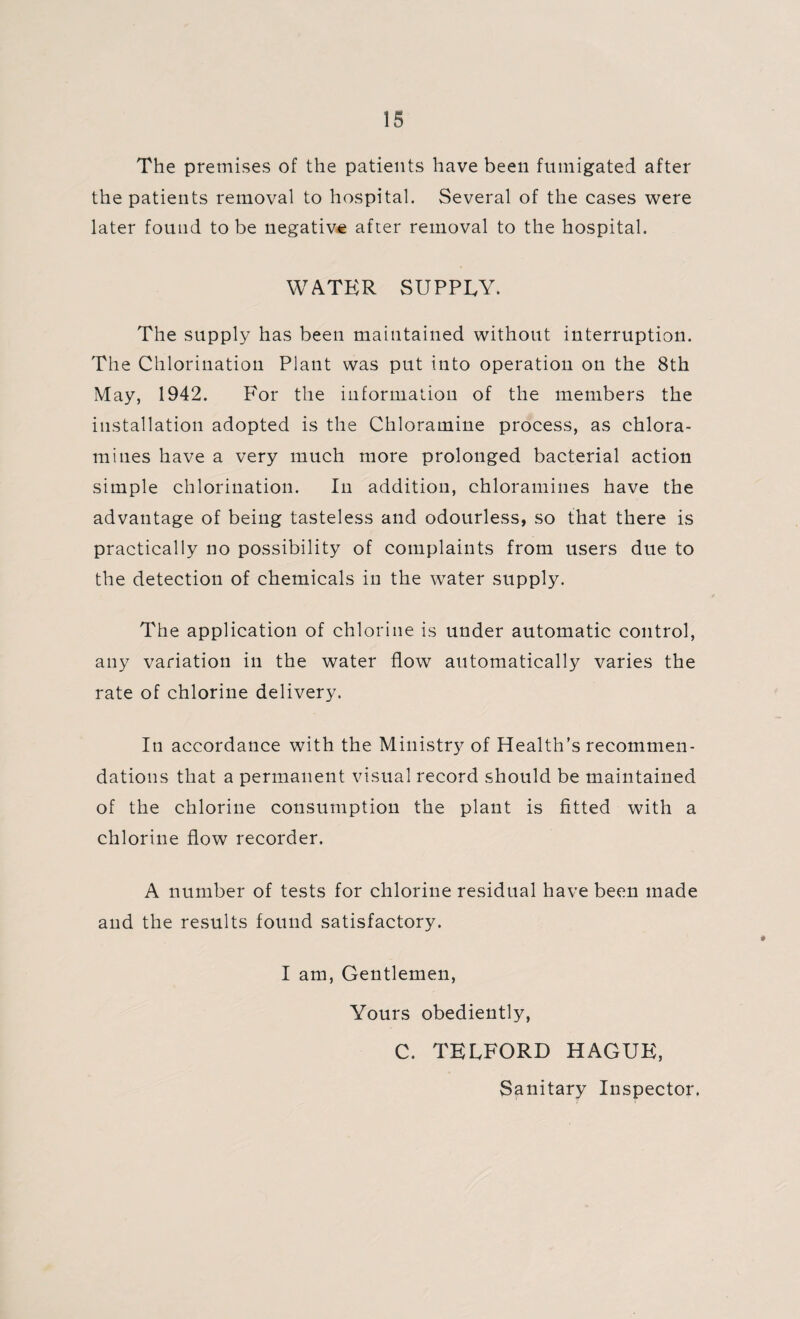 15
The premises of the patients have been fumigated after
the patients removal to hospital. Several of the cases were
later found to be negative after removal to the hospital.
WATER SUPPLY.
The supply has been maintained without interruption.
The Chlorination Plant was put into operation on the 8th
May, 1942. For the information of the members the
installation adopted is the Chloramine process, as chlora-
mines have a very much more prolonged bacterial action
simple chlorination. In addition, chloramines have the
advantage of being tasteless and odourless, so that there is
practically no possibility of complaints from users due to
the detection of chemicals in the water supply.
The application of chlorine is under automatic control,
any variation in the water flow automatically varies the
rate of chlorine delivery.
In accordance with the Ministry of Health's recommen-
dations that a permanent visual record should be maintained
of the chlorine consumption the plant is fitted with a
chlorine flow recorder.
A number of tests for chlorine residual have been made
and the results found satisfactory.
I am, Gentlemen,
Yours obediently,
C. TELFORD HAGUE,
Sanitary Inspector.